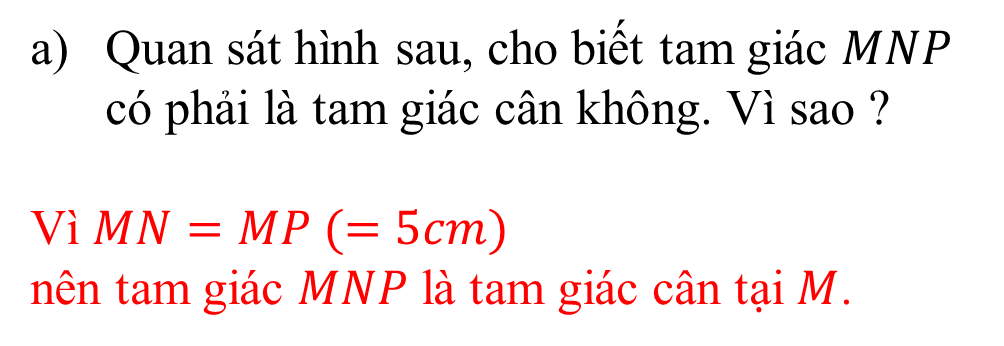 a) Quan sát hình sau, cho biết tam giác MNP
có phải là tam giác cân không. Vì sao ?
Vì MN = MP (= 5cm)
nên tam giác MNP là tam giác cân tại M.